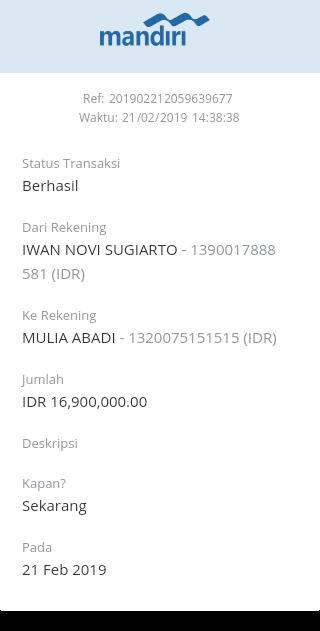 mandiri
Ref: 201902212059639677
Waktu: 21/02/2019 14:38:38
Status Transaksi
Berhasil
Dari Rekening
IWAN NOVI SUGIARTO - 1390017888
581 (IDR)
Ke Rekening
MULIA ABADI - 1320075151515 (IDR)
Jumlah
IDR 16,900,000.00
Deskripsi
Kapan?
Sekarang
Pada
21 Feb 2019